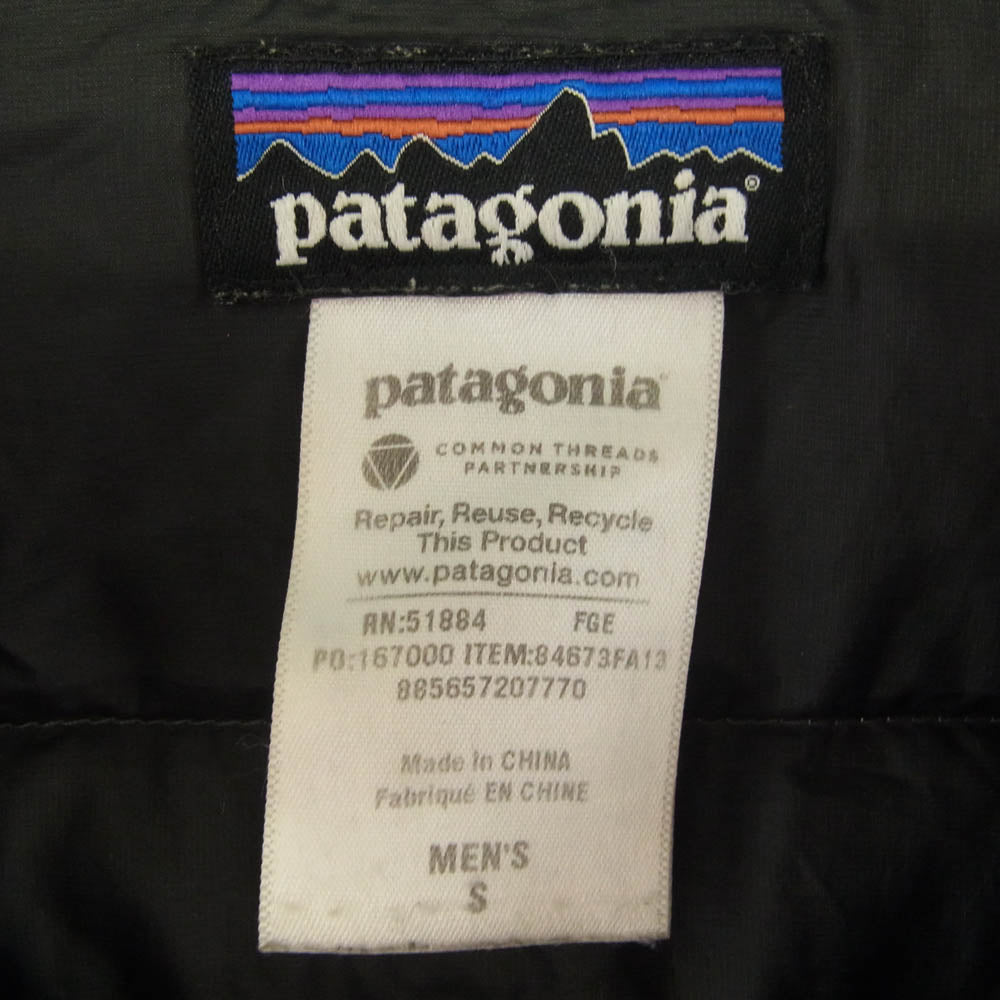 patagonia®
patagonia
COMMON THREADS
PARTNERSHIP
Repair, Reuse, Recycle
This Product
www.patagonia.com
RN:51884 FGE
PO:167000 ITEM:84673FA13
885657207770
Made in CHINA
Fabriqué EN CHINE
MEN'S
S